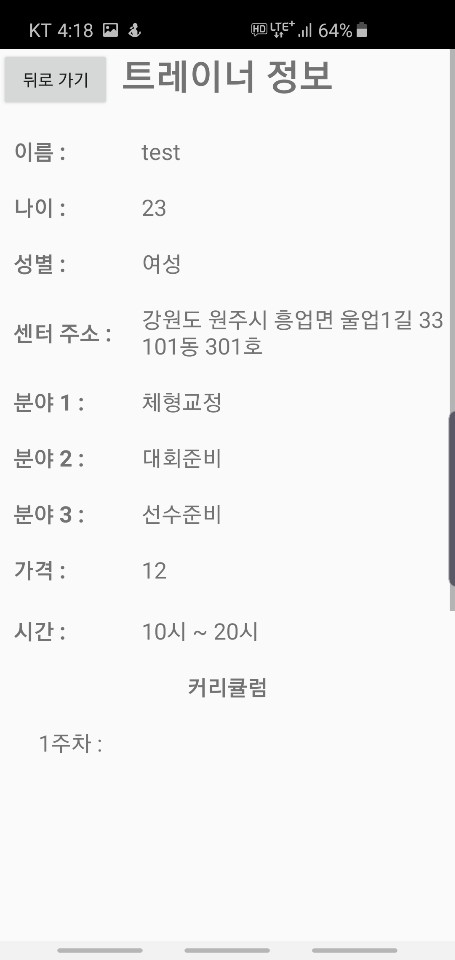 KT 4:18 HD LTE+ 64%
뒤로 가기 트레이너 정보
이름 : test
나이 : 23
성별 : 여성
센터 주소 : 강원도 원주시 흥업면 울업1길 33
101동 301호
분야 1 : 체형교정
분야 2 : 대회준비
분야 3 : 선수준비
가격 : 12
시간 : 10시 ~ 20시
커리큘럼
1주차 :